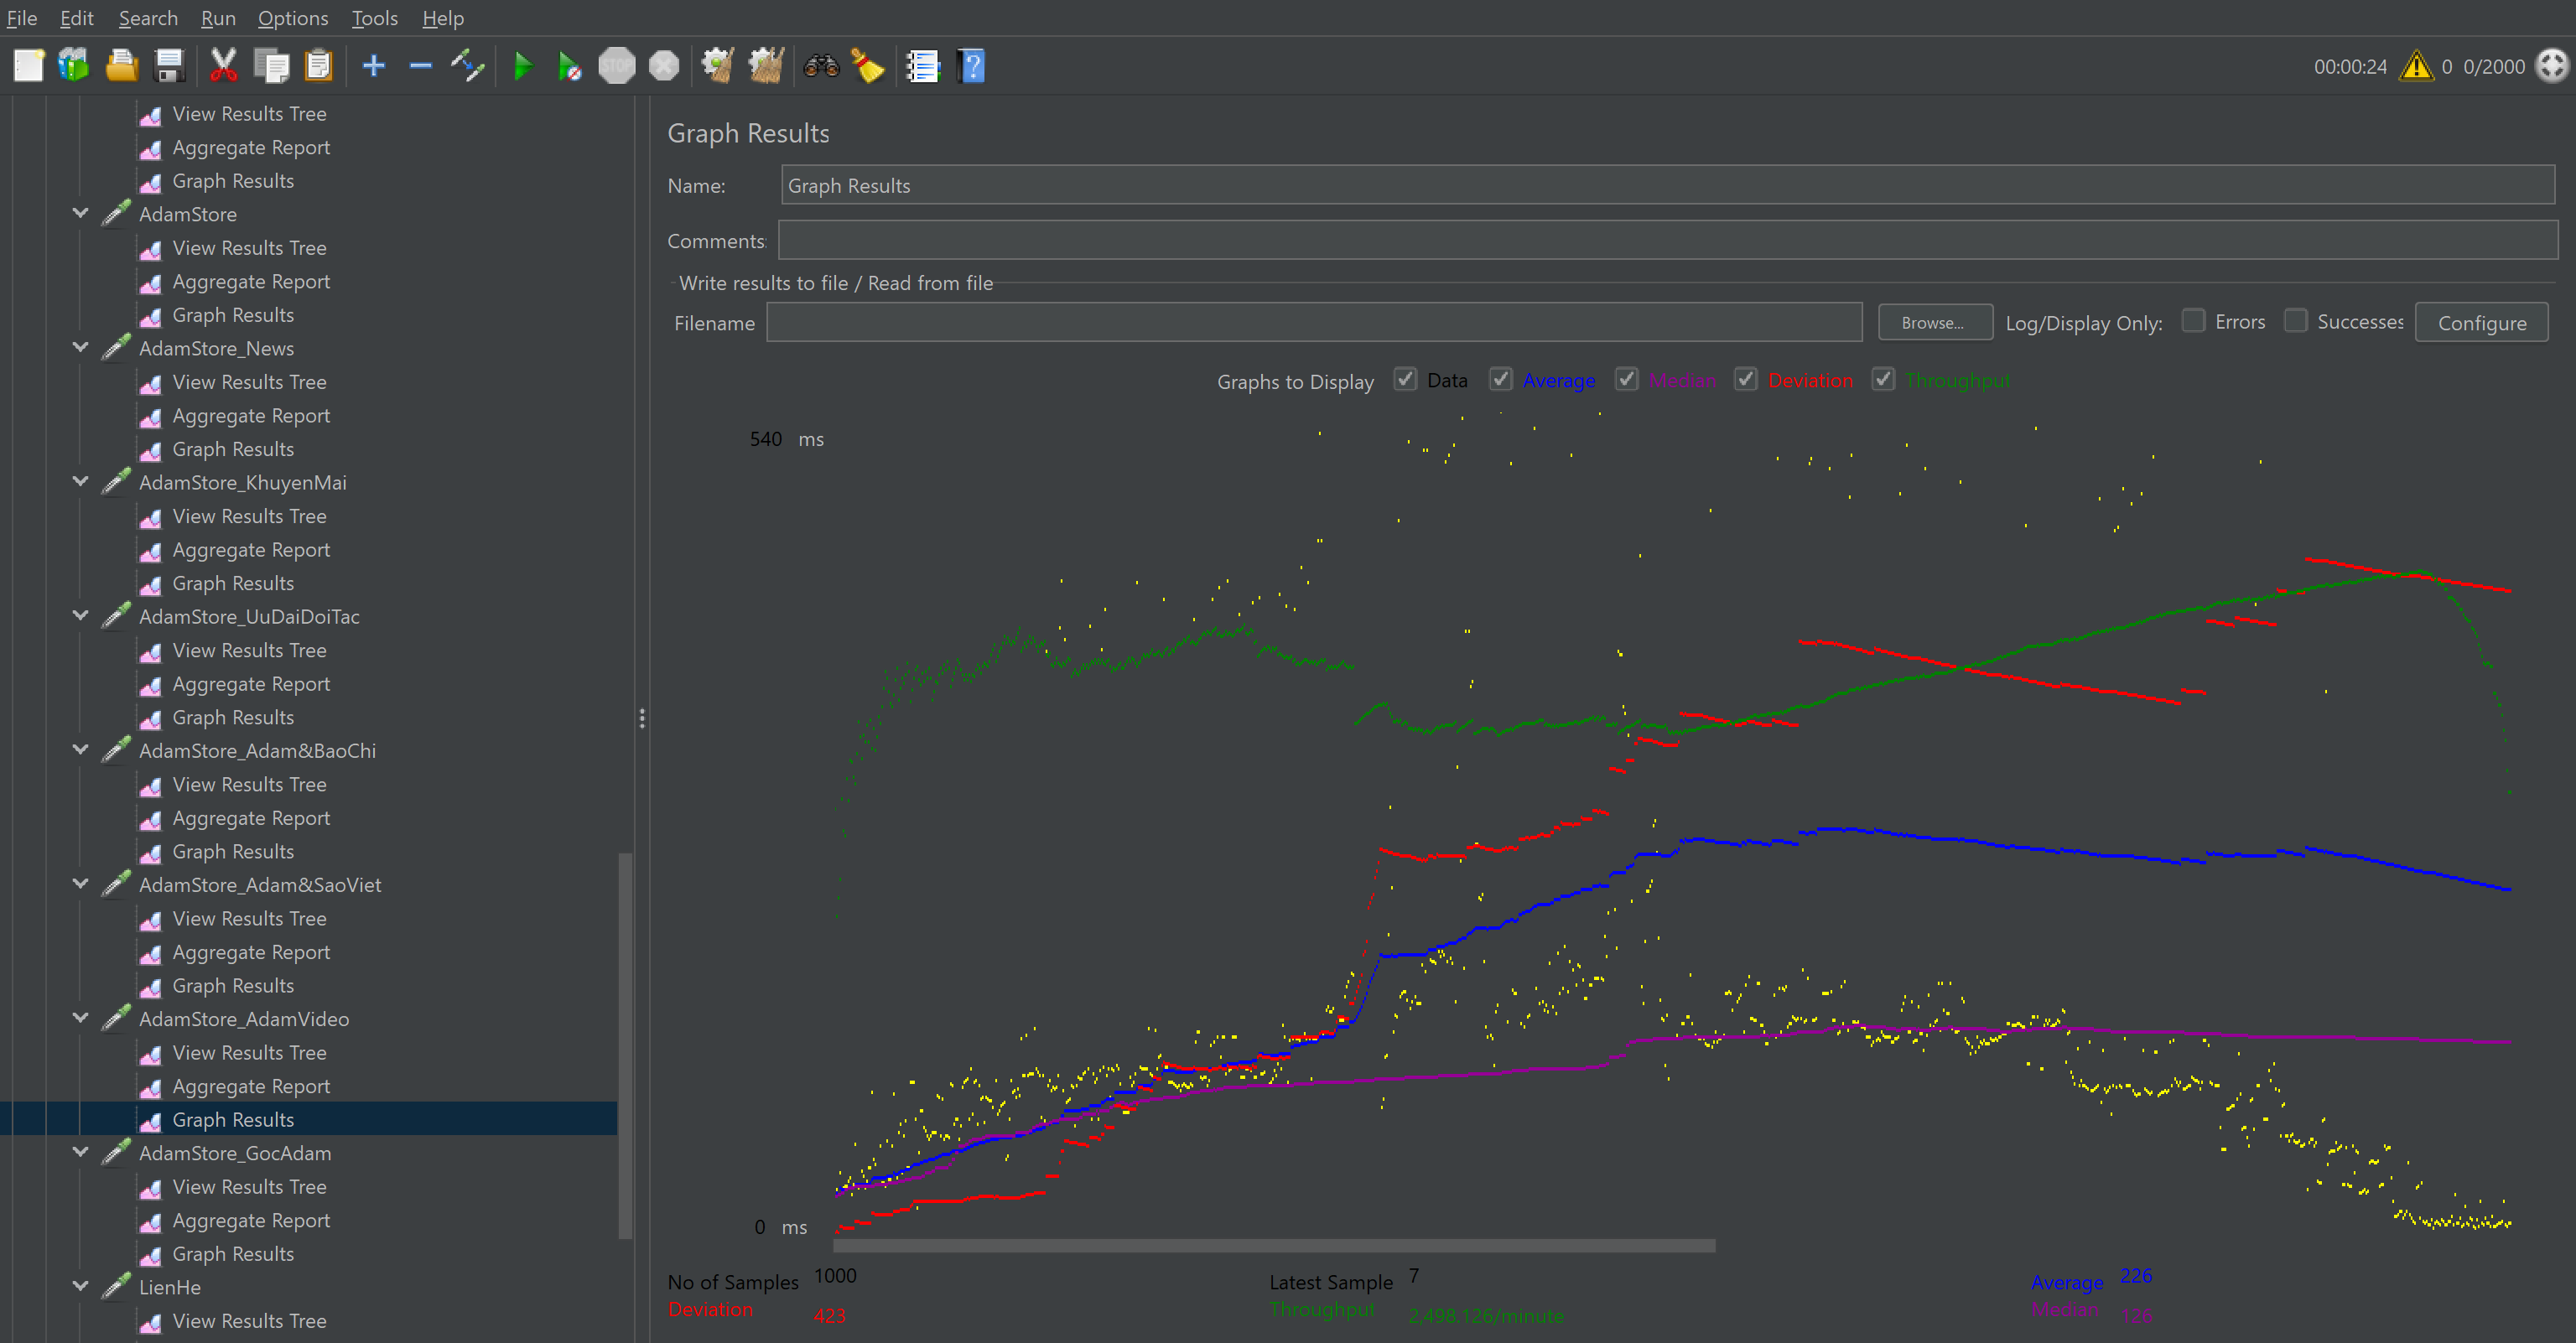 File Edit Search Run Options Tools Help
00:00:24 0 0/2000
View Results Tree
Aggregate Report
Graph Results
AdamStore
View Results Tree
Aggregate Report
Graph Results
AdamStore_News
View Results Tree
Aggregate Report
Graph Results
AdamStore_KhuyenMai
View Results Tree
Aggregate Report
Graph Results
AdamStore_UuDaiDoiTac
View Results Tree
Aggregate Report
Graph Results
AdamStore_Adam&BaoChi
View Results Tree
Aggregate Report
Graph Results
AdamStore_Adam&SaoViet
View Results Tree
Aggregate Report
Graph Results
AdamStore_AdamVideo
View Results Tree
Aggregate Report
Graph Results
AdamStore_GocAdam
View Results Tree
Aggregate Report
Graph Results
LienHe
View Results Tree
Graph Results
Name: Graph Results
Comments:
Write results to file / Read from file
Filename Browse... Log/Display Only: Errors Successes Configure
Graphs to Display Data Average Median Deviation Throughput
540 ms
0 ms
No of Samples 1000 Latest Sample 7 Average 226
Deviation 423 Throughput 2,498.126/minute Median 126